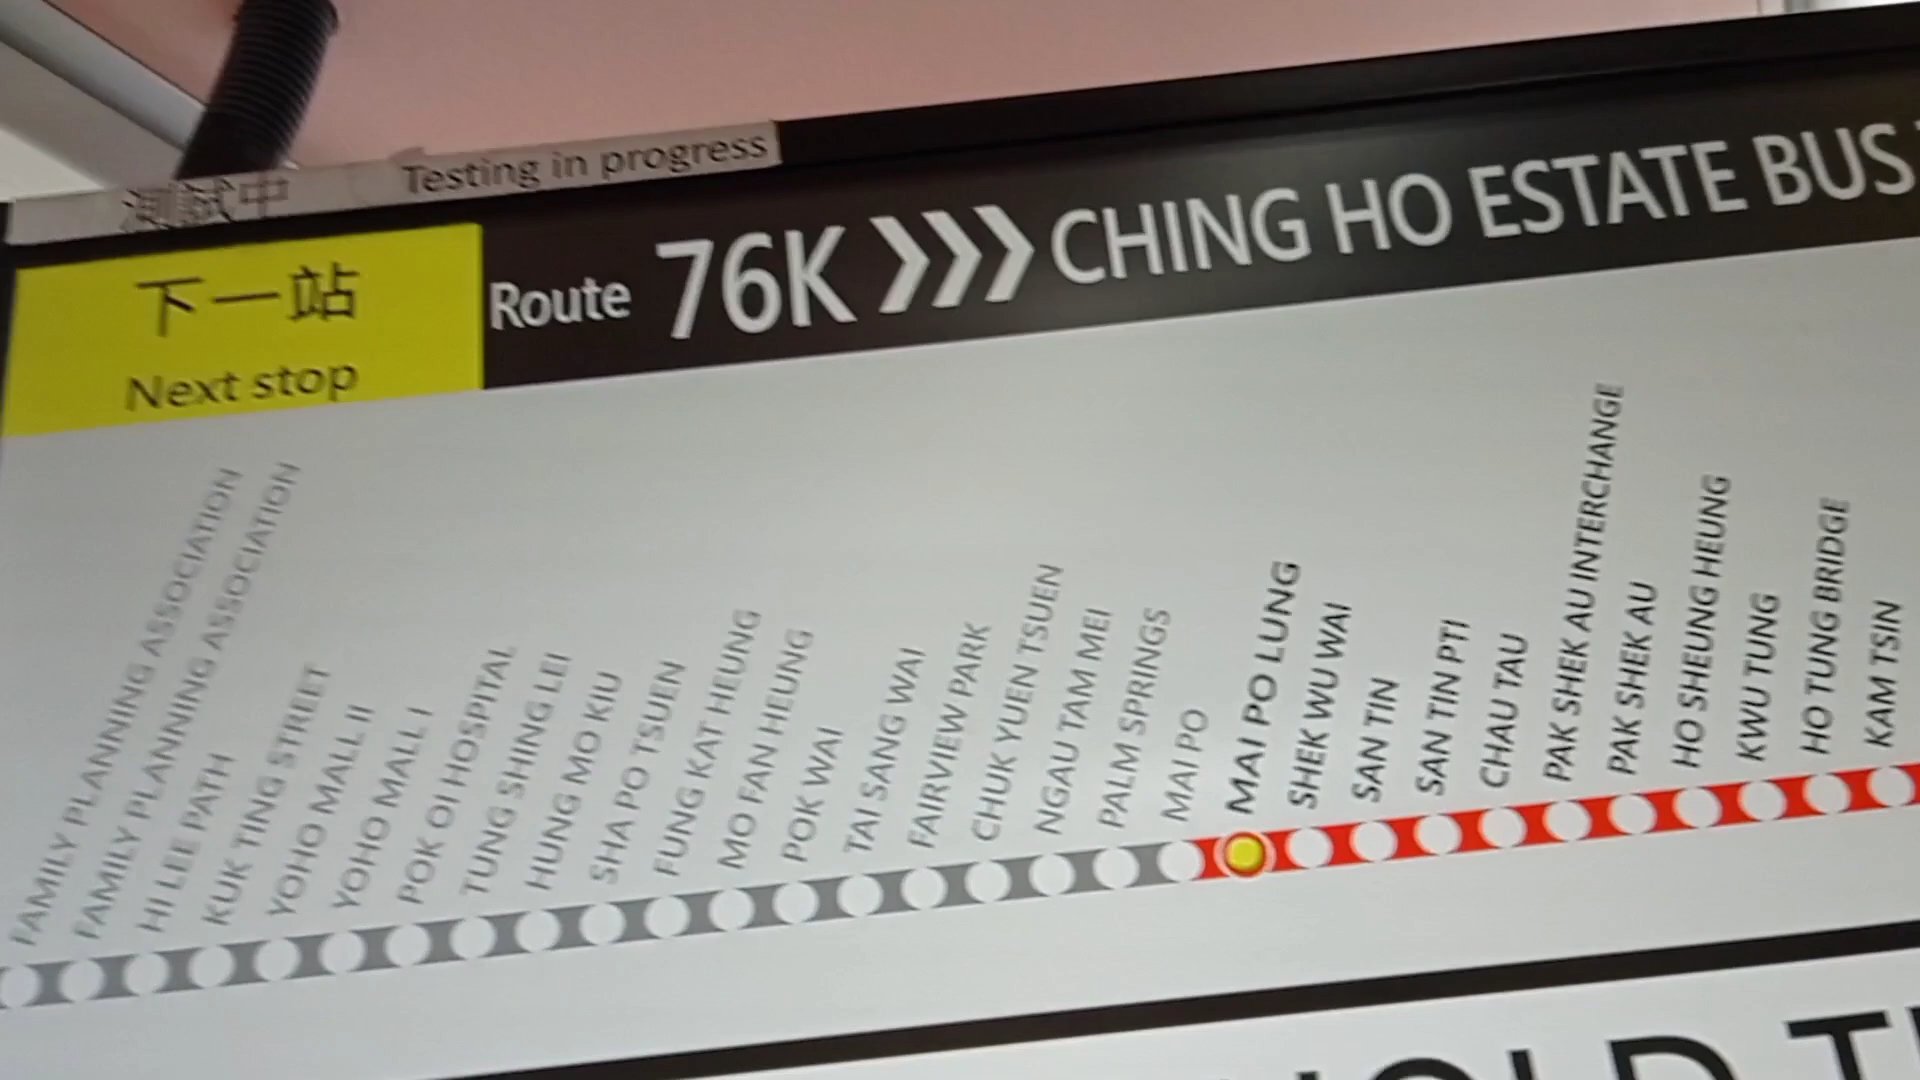 測試中 Testing in progress
下一站
Next stop
Route 76K >>> CHING HO ESTATE BUS
FAMILY PLANNING ASSOCIATION
FAMILY PLANNING ASSOCIATION
HI LEE PATH
KUK TING STREET
YOHO MALL II
YOHO MALL I
POK OI HOSPITAL
TUNG SHING LEI
HUNG MO KIU
SHA PO TSUEN
FUNG KAT HEUNG
MO FAN HEUNG
POK WAI
TAI SANG WAI
FAIRVIEW PARK
CHUK YUEN TSUEN
NGAU TAM MEI
PALM SPRINGS
MAI PO
MAI PO LUNG
SHEK WU WAI
SAN TIN
SAN TIN PTI
CHAU TAU
PAK SHEK AU INTERCHANGE
PAK SHEK AU
HO SHEUNG HEUNG
KWU TUNG
HO TUNG BRIDGE
KAM TSIN